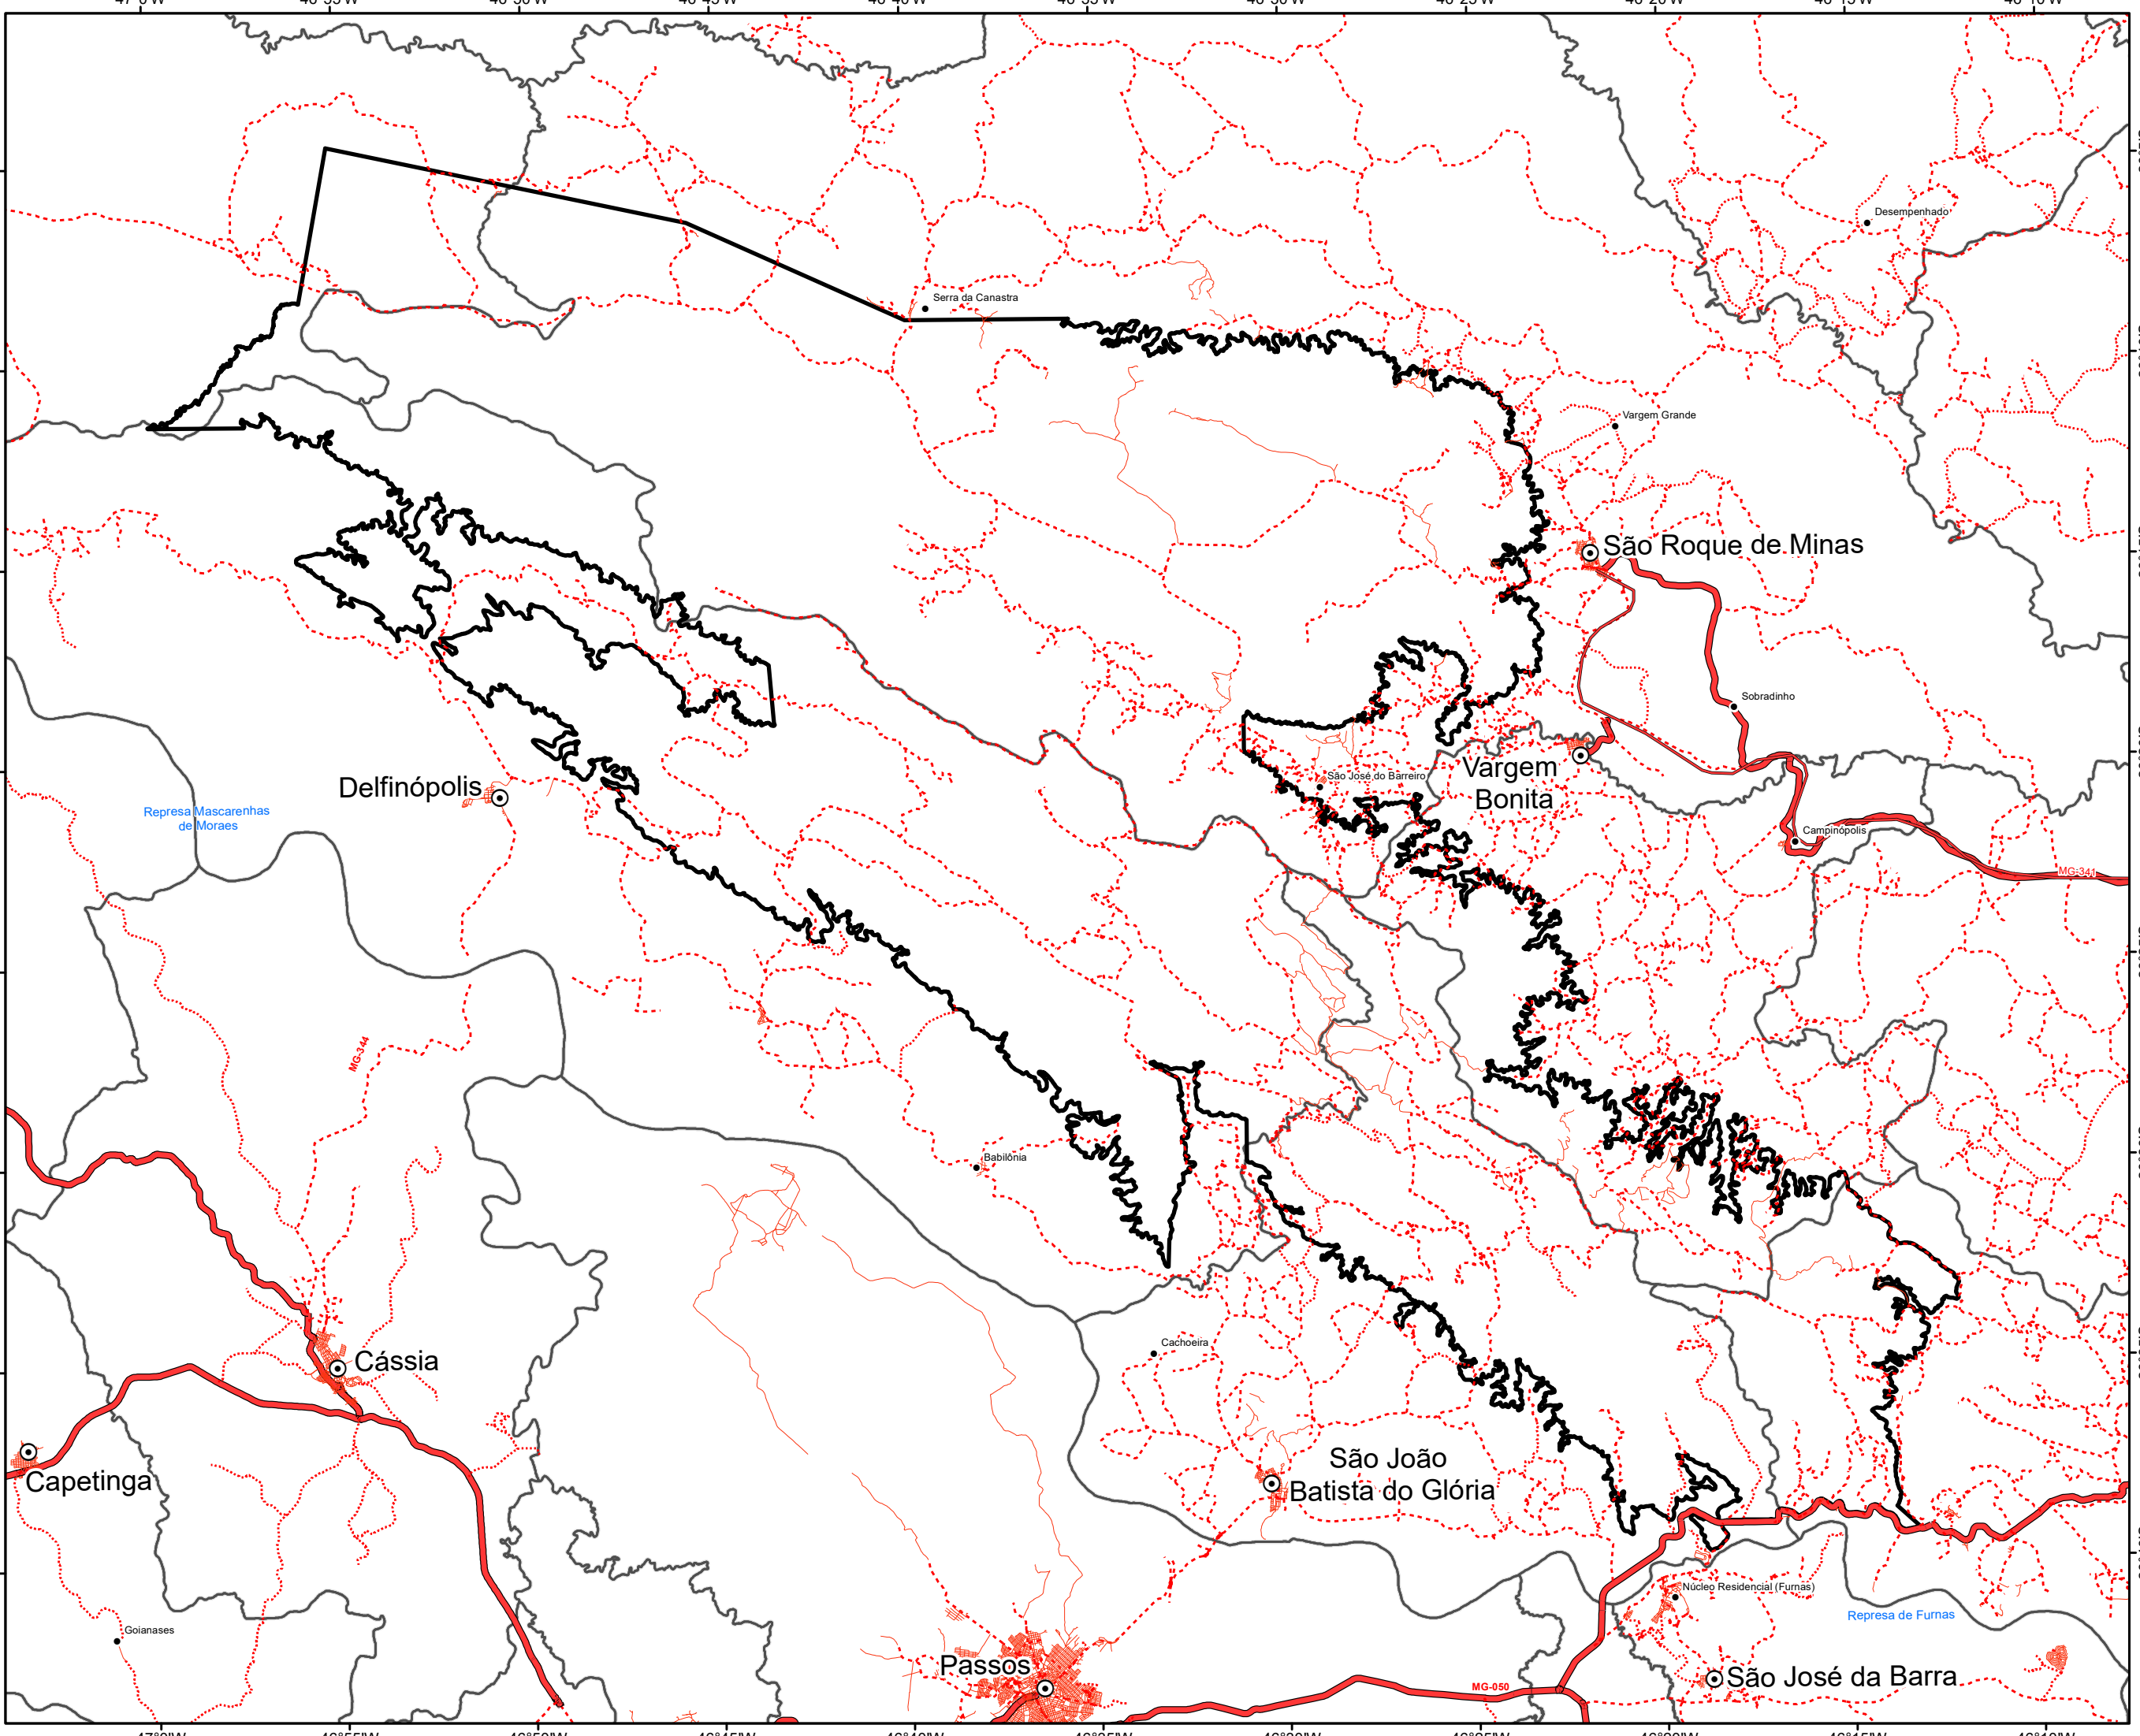 Desempenhado
Serra da Canastra
Vargem Grande
São Roque de Minas
Sobradinho
Vargem
Bonita
São José do Barreiro
Delfinópolis
Represa Mascarenhas
de Moraes
Campinópolis
MG-341
MG-344
Babilônia
Cachoeira
Cássia
São João
Batista do Glória
Capetinga
Núcleo Residencial (Furnas)
Represa de Furnas
Goianases
Passos
MG-050
São José da Barra